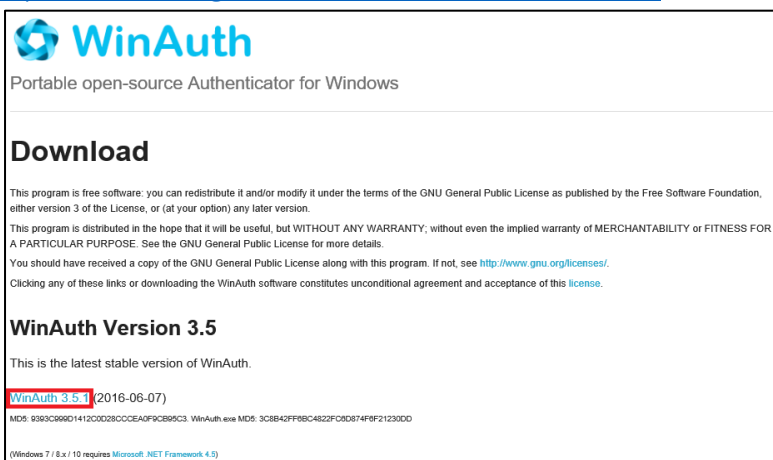 WinAuth
Portable open-source Authenticator for Windows
Download
This program is free software: you can redistribute it and/or modify it under the terms of the GNU General Public License as published by the Free Software Foundation,
either version 3 of the License, or (at your option) any later version.
This program is distributed in the hope that it will be useful, but WITHOUT ANY WARRANTY; without even the implied warranty of MERCHANTABILITY or FITNESS FOR
A PARTICULAR PURPOSE. See the GNU General Public License for more details.
You should have received a copy of the GNU General Public License along with this program. If not, see http://www.gnu.org/licenses/.
Clicking any of these links or downloading the WinAuth software constitutes unconditional agreement and acceptance of this license.
WinAuth Version 3.5
This is the latest stable version of WinAuth.
WinAuth 3.5.1 (2016-06-07)
MD5: 9393C999D1412C0D28CCCEA0F9CB95C3. WinAuth.exe MD5: 3C8B42FF6BC4822FC6D874F6F21230DD
(Windows 7 / 8.x / 10 requires Microsoft .NET Framework 4.5)